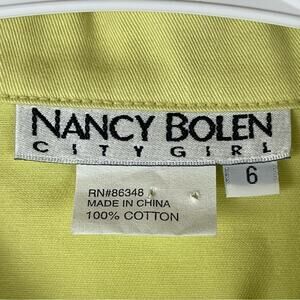 NANCY BOLEN
CITY GIRL
6
RN#86348
MADE IN CHINA
100% COTTON